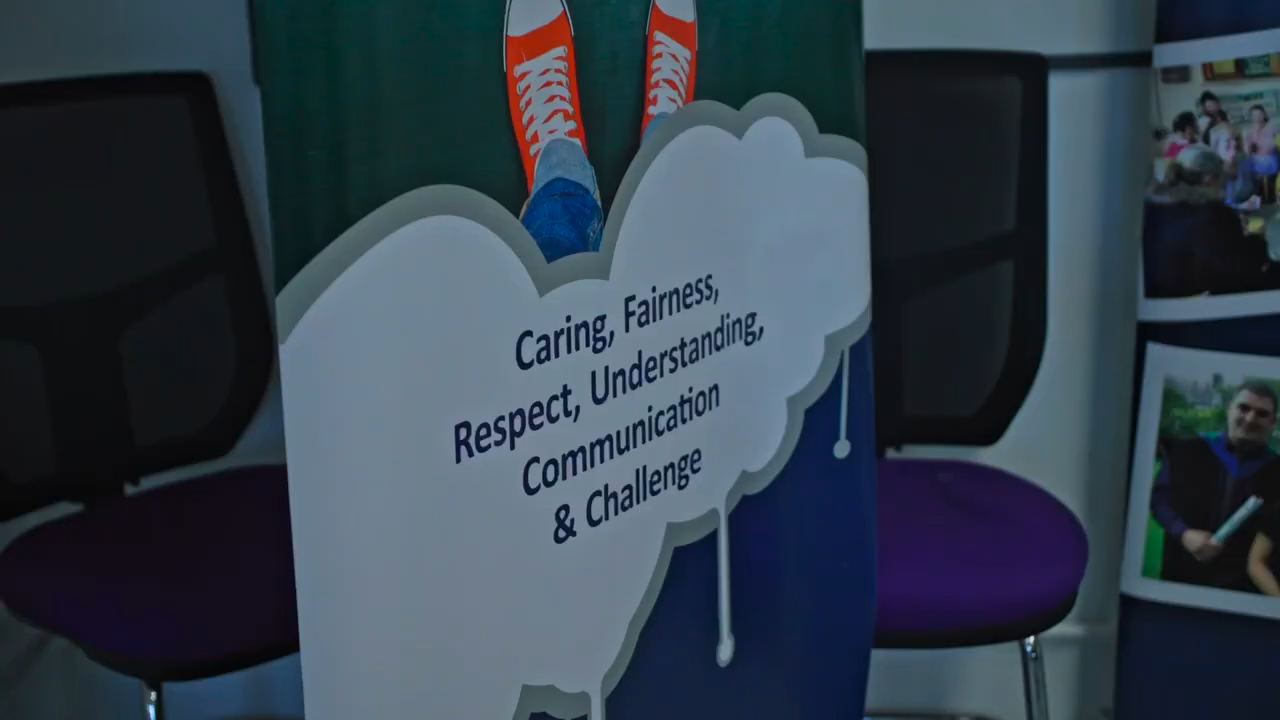 Caring, Fairness,
Respect, Understanding,
Communication
& Challenge